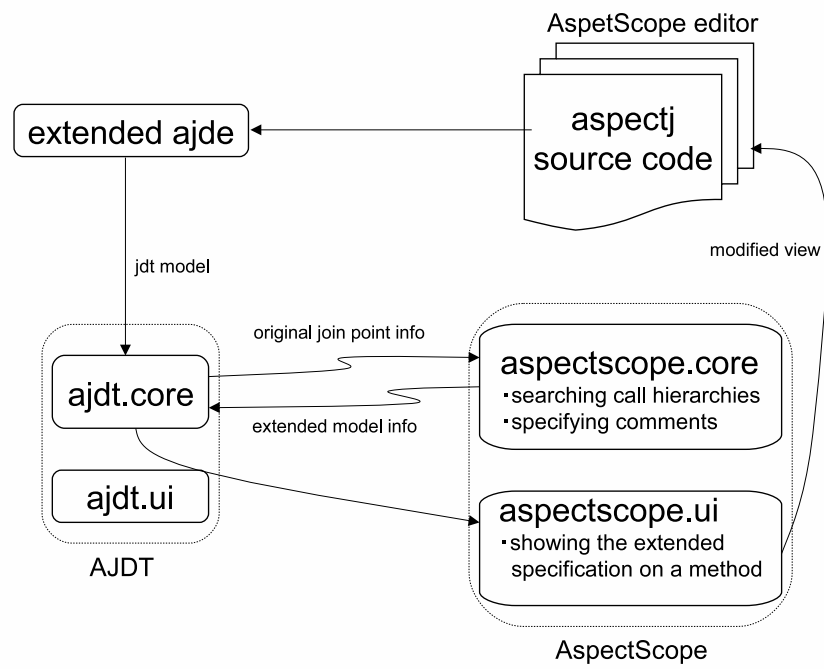 AspetScope editor
extended ajde
aspectj
source code
modified view
jdt model
original join point info
ajdt.core
extended model info
aspectscope.core
・searching call hierarchies
・specifying comments
ajdt.ui
aspectscope.ui
・showing the extended
specification on a method
AJDT
AspectScope